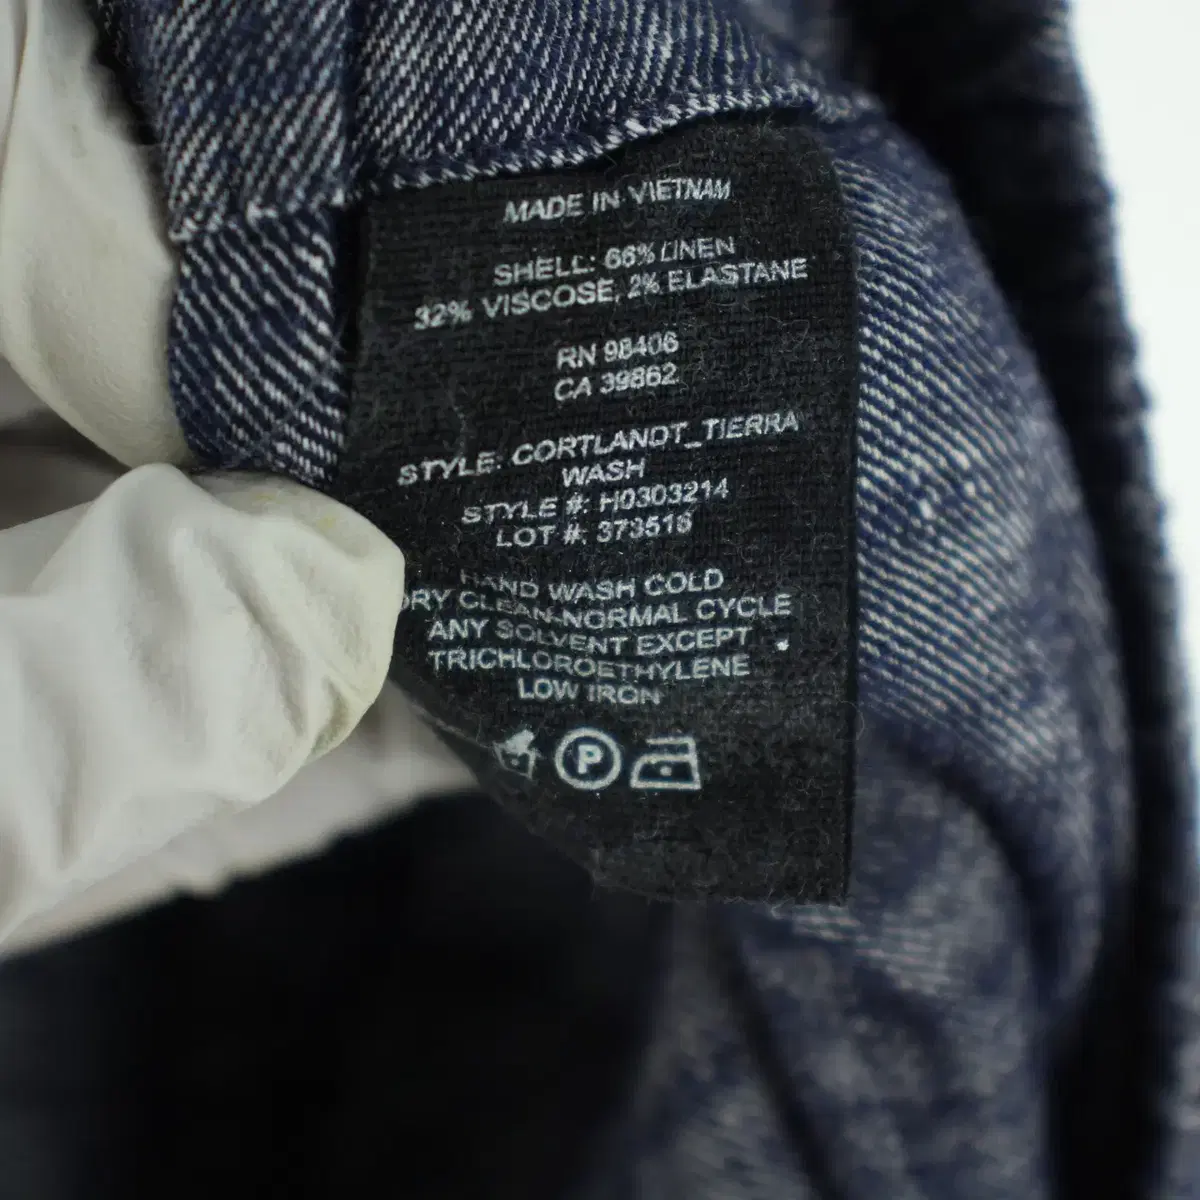 MADE IN VIETNAM
SHELL: 66% LINEN
32% VISCOSE, 2% ELASTANE
RN 98406
CA 39862
STYLE: CORTLANDT_TIERRA
WASH
STYLE #: H0303214
LOT #: 373516
HAND WASH COLD
DRY CLEAN-NORMAL CYCLE
ANY SOLVENT EXCEPT
TRICHLOROETHYLENE
LOW IRON
P